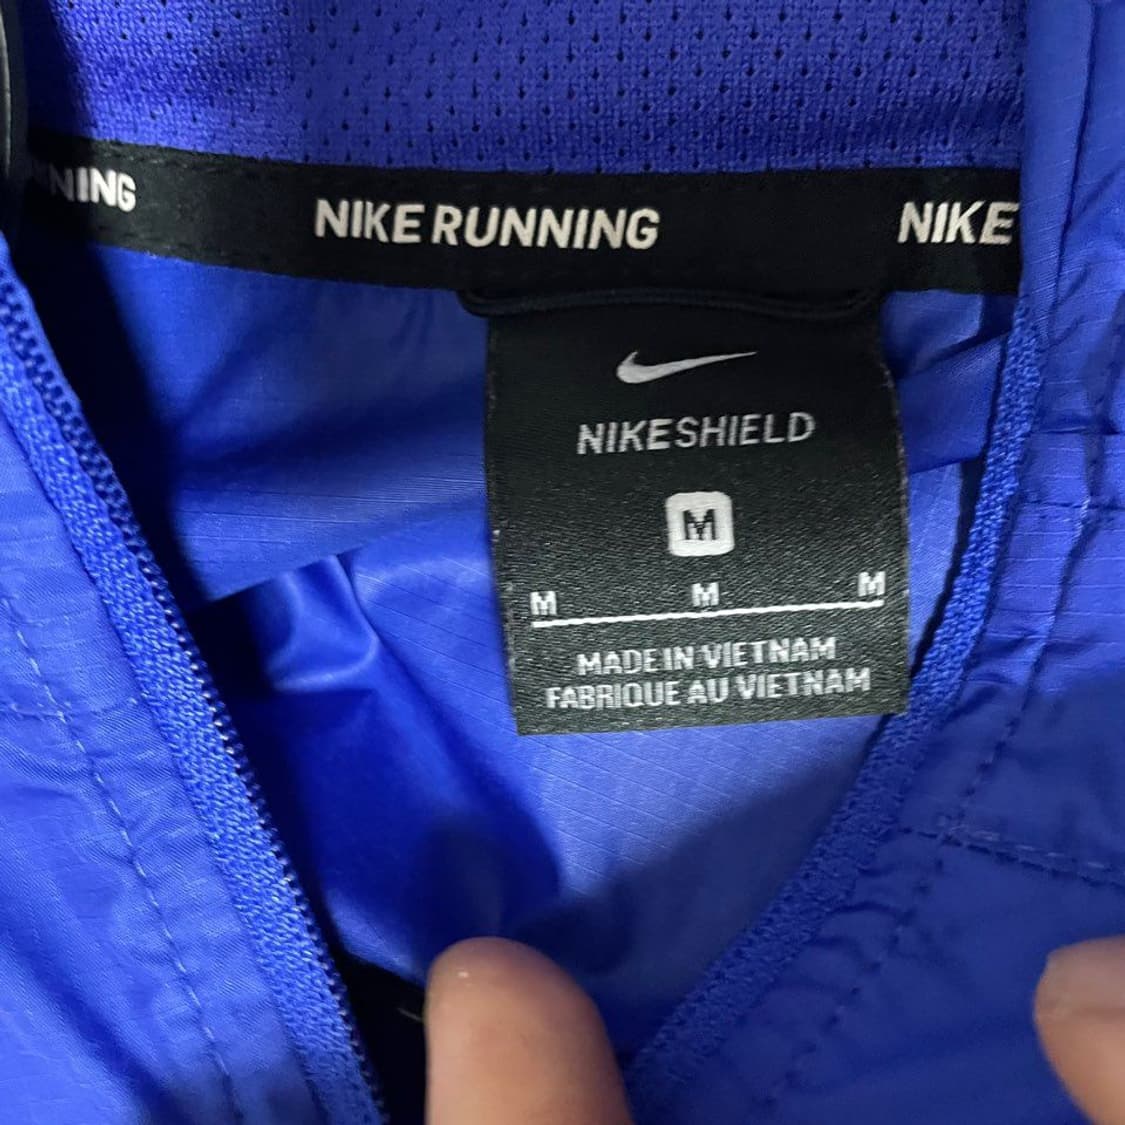 NING NIKE RUNNING NIKE
NIKESHIELD
M
M M M
MADE IN VIETNAM
FABRIQUE AU VIETNAM